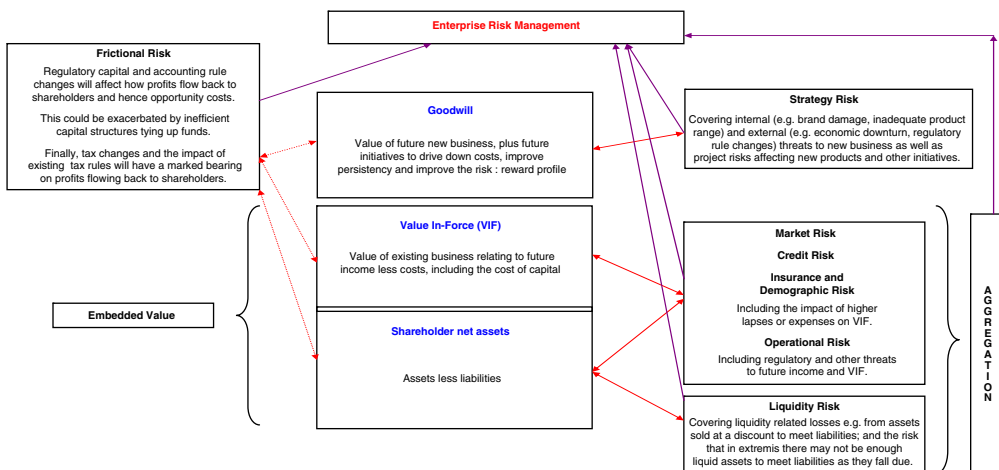 Enterprise Risk Management
Frictional Risk
Regulatory capital and accounting rule
changes will affect how profits flow back to
shareholders and hence opportunity costs.
This could be exacerbated by inefficient
capital structures tying up funds.
Finally, tax changes and the impact of
existing tax rules will have a marked bearing
on profits flowing back to shareholders.
Goodwill
Value of future new business, plus future
initiatives to drive down costs, improve
persistency and improve the risk : reward profile
Strategy Risk
Covering internal (e.g. brand damage, inadequate product
range) and external (e.g. economic downturn, regulatory
rule changes) threats to new business as well as
project risks affecting new products and other initiatives.
Value In-Force (VIF)
Value of existing business relating to future
income less costs, including the cost of capital
Embedded Value
Shareholder net assets
Assets less liabilities
Market Risk
Credit Risk
Insurance and
Demographic Risk
Including the impact of higher
lapses or expenses on VIF.
Operational Risk
Including regulatory and other threats
to future income and VIF.
Liquidity Risk
Covering liquidity related losses e.g. from assets
sold at a discount to meet liabilities; and the risk
that in extremis there may not be enough
liquid assets to meet liabilities as they fall due.
AGGREGATION